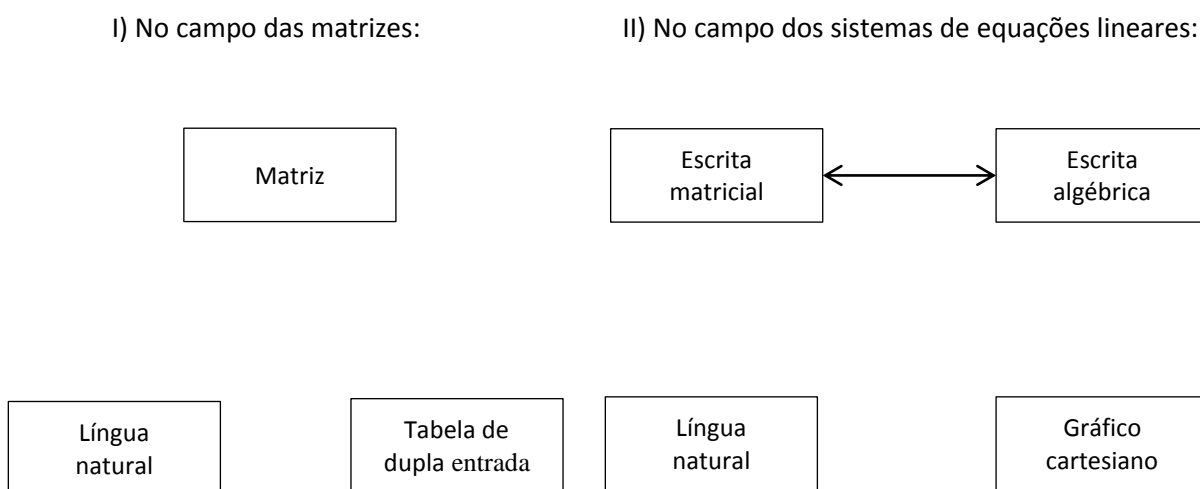 I) No campo das matrizes:
II) No campo dos sistemas de equações lineares:
Matriz
Escrita
matricial
Escrita
algébrica
Língua
natural
Tabela de
dupla entrada
Língua
natural
Gráfico
cartesiano